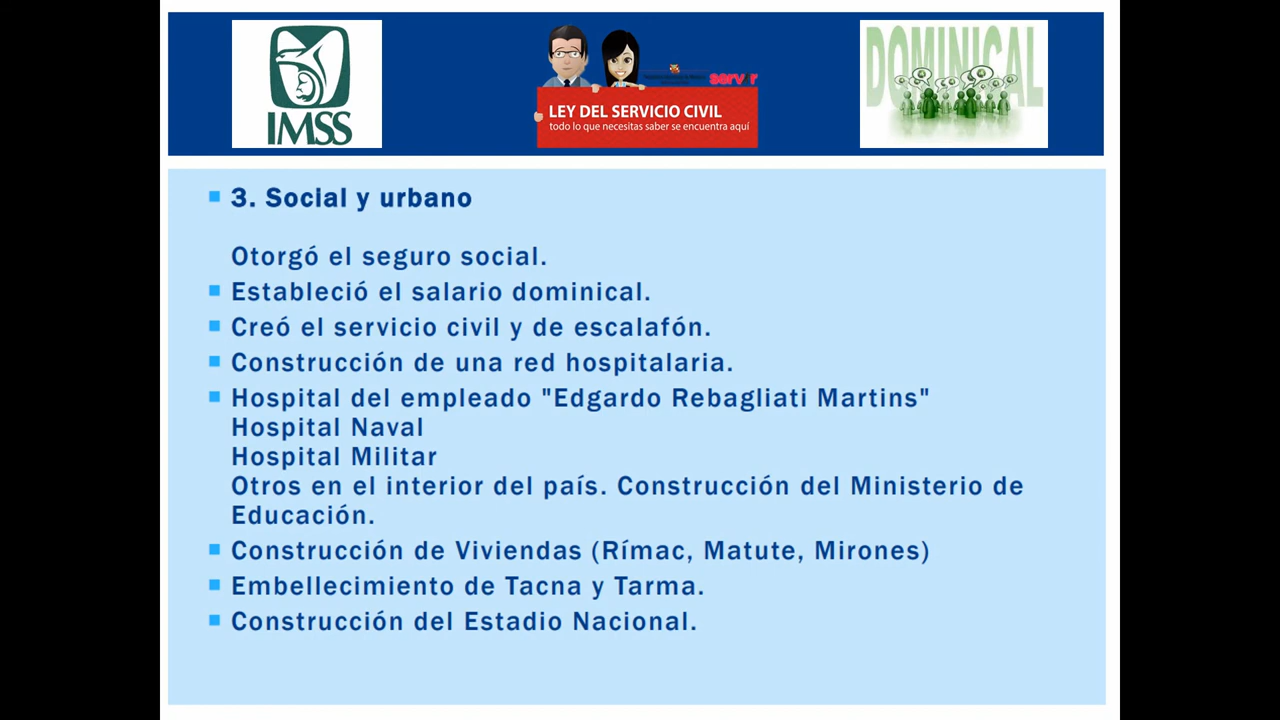 IMSS
servir
LEY DEL SERVICIO CIVIL
todo lo que necesitas saber se encuentra aquí
DOMINICAL
3. Social y urbano
Otorgó el seguro social.
Estableció el salario dominical.
Creó el servicio civil y de escalafón.
Construcción de una red hospitalaria.
Hospital del empleado "Edgardo Rebagliati Martins"
Hospital Naval
Hospital Militar
Otros en el interior del país. Construcción del Ministerio de
Educación.
Construcción de Viviendas (Rímac, Matute, Mirones)
Embellecimiento de Tacna y Tarma.
Construcción del Estadio Nacional.